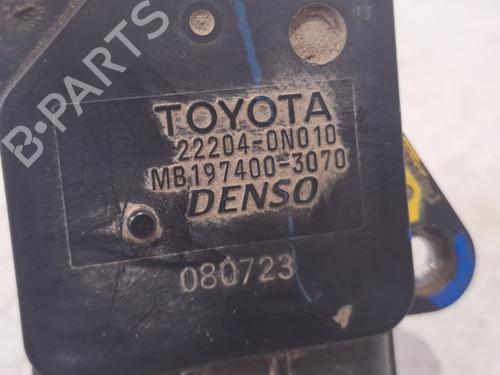 B-PARTS
TOYOTA
22204-0N010
MB197400-3070
DENSO
080723